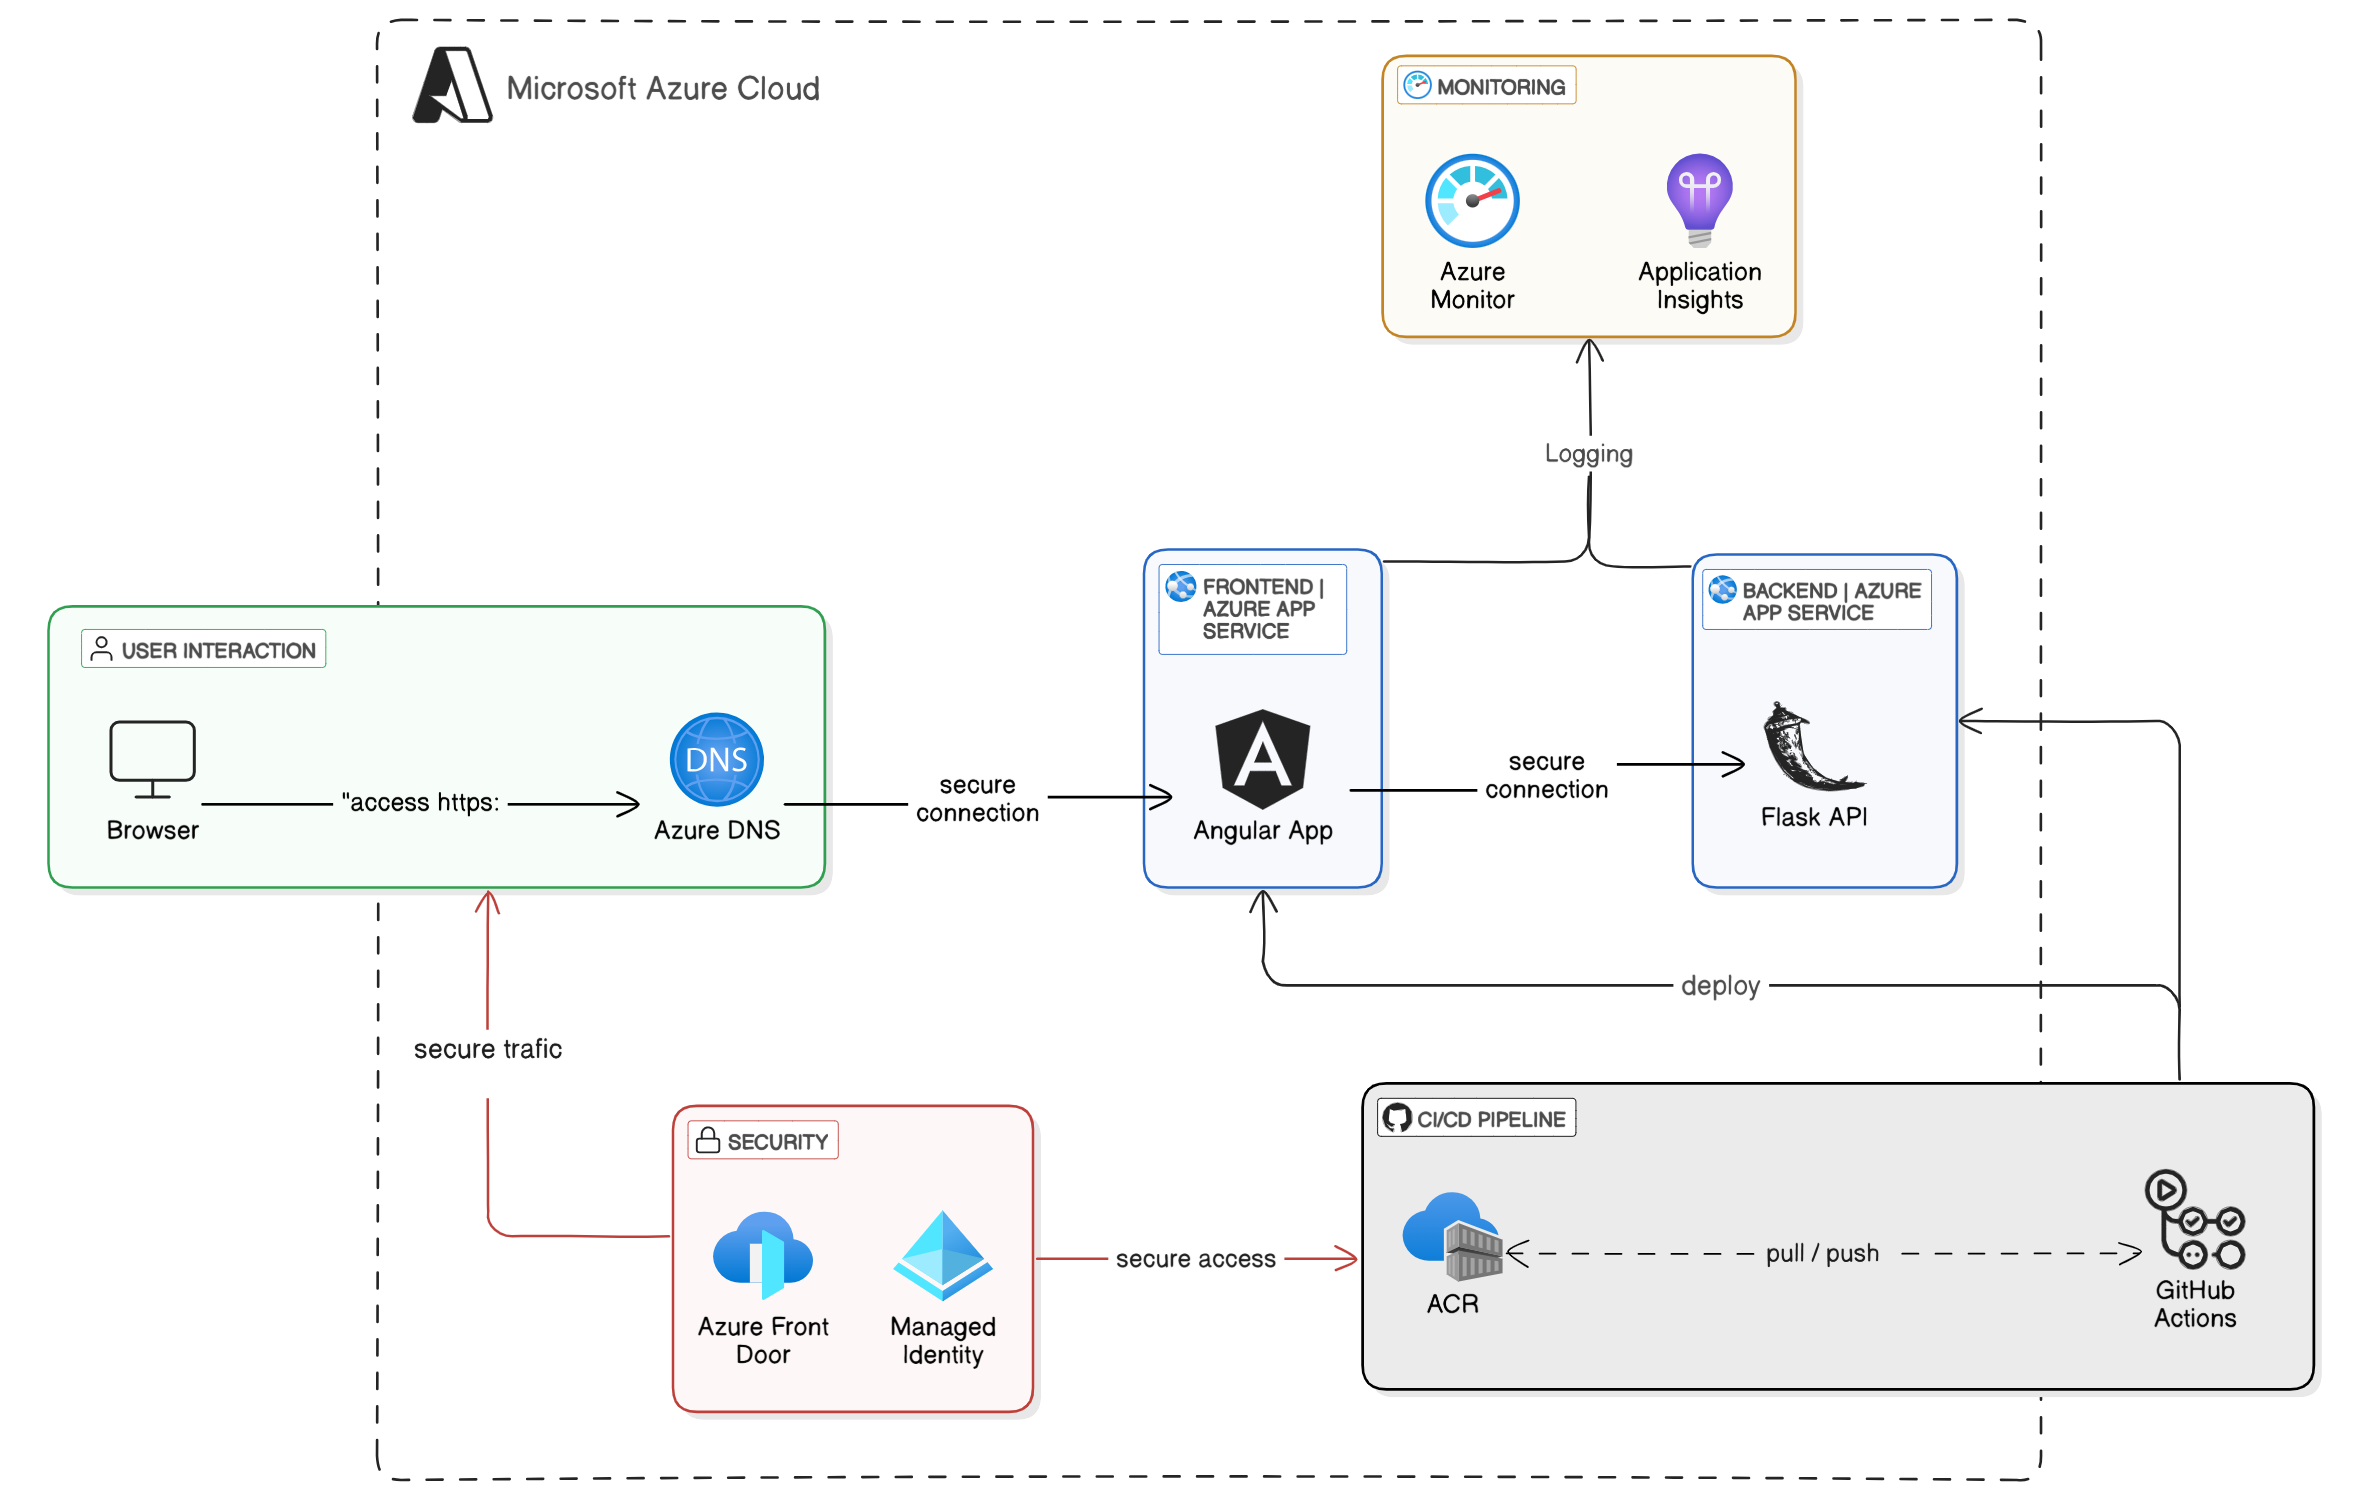 Microsoft Azure Cloud
MONITORING
Azure
Monitor
Application
Insights
Logging
FRONTEND |
AZURE APP
SERVICE
BACKEND | AZURE
APP SERVICE
USER INTERACTION
DNS
Browser
"access https:
Azure DNS
secure
connection
Angular App
secure
connection
Flask API
deploy
secure trafic
SECURITY
Azure Front
Door
Managed
Identity
secure access
CI/CD PIPELINE
ACR
pull / push
GitHub
Actions